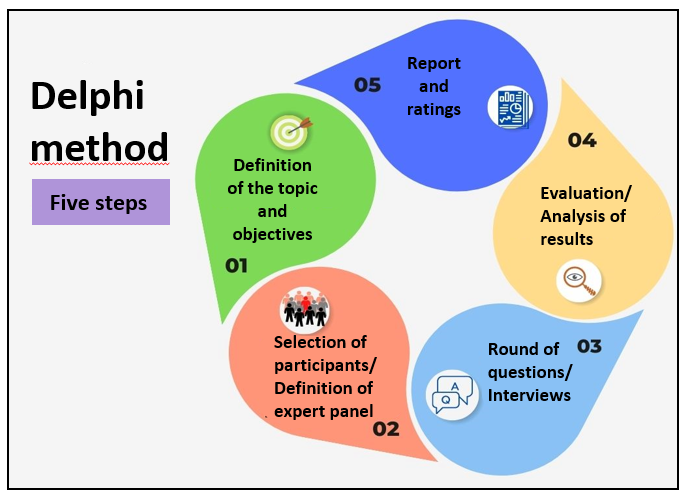 Delphi
method
Five steps
Definition
of the topic
and
objectives
01
Selection of
participants/
Definition of
. expert panel
02
Round of
questions/
Interviews
03
A
Q
04
Evaluation/
Analysis of
results
05
Report
and
ratings